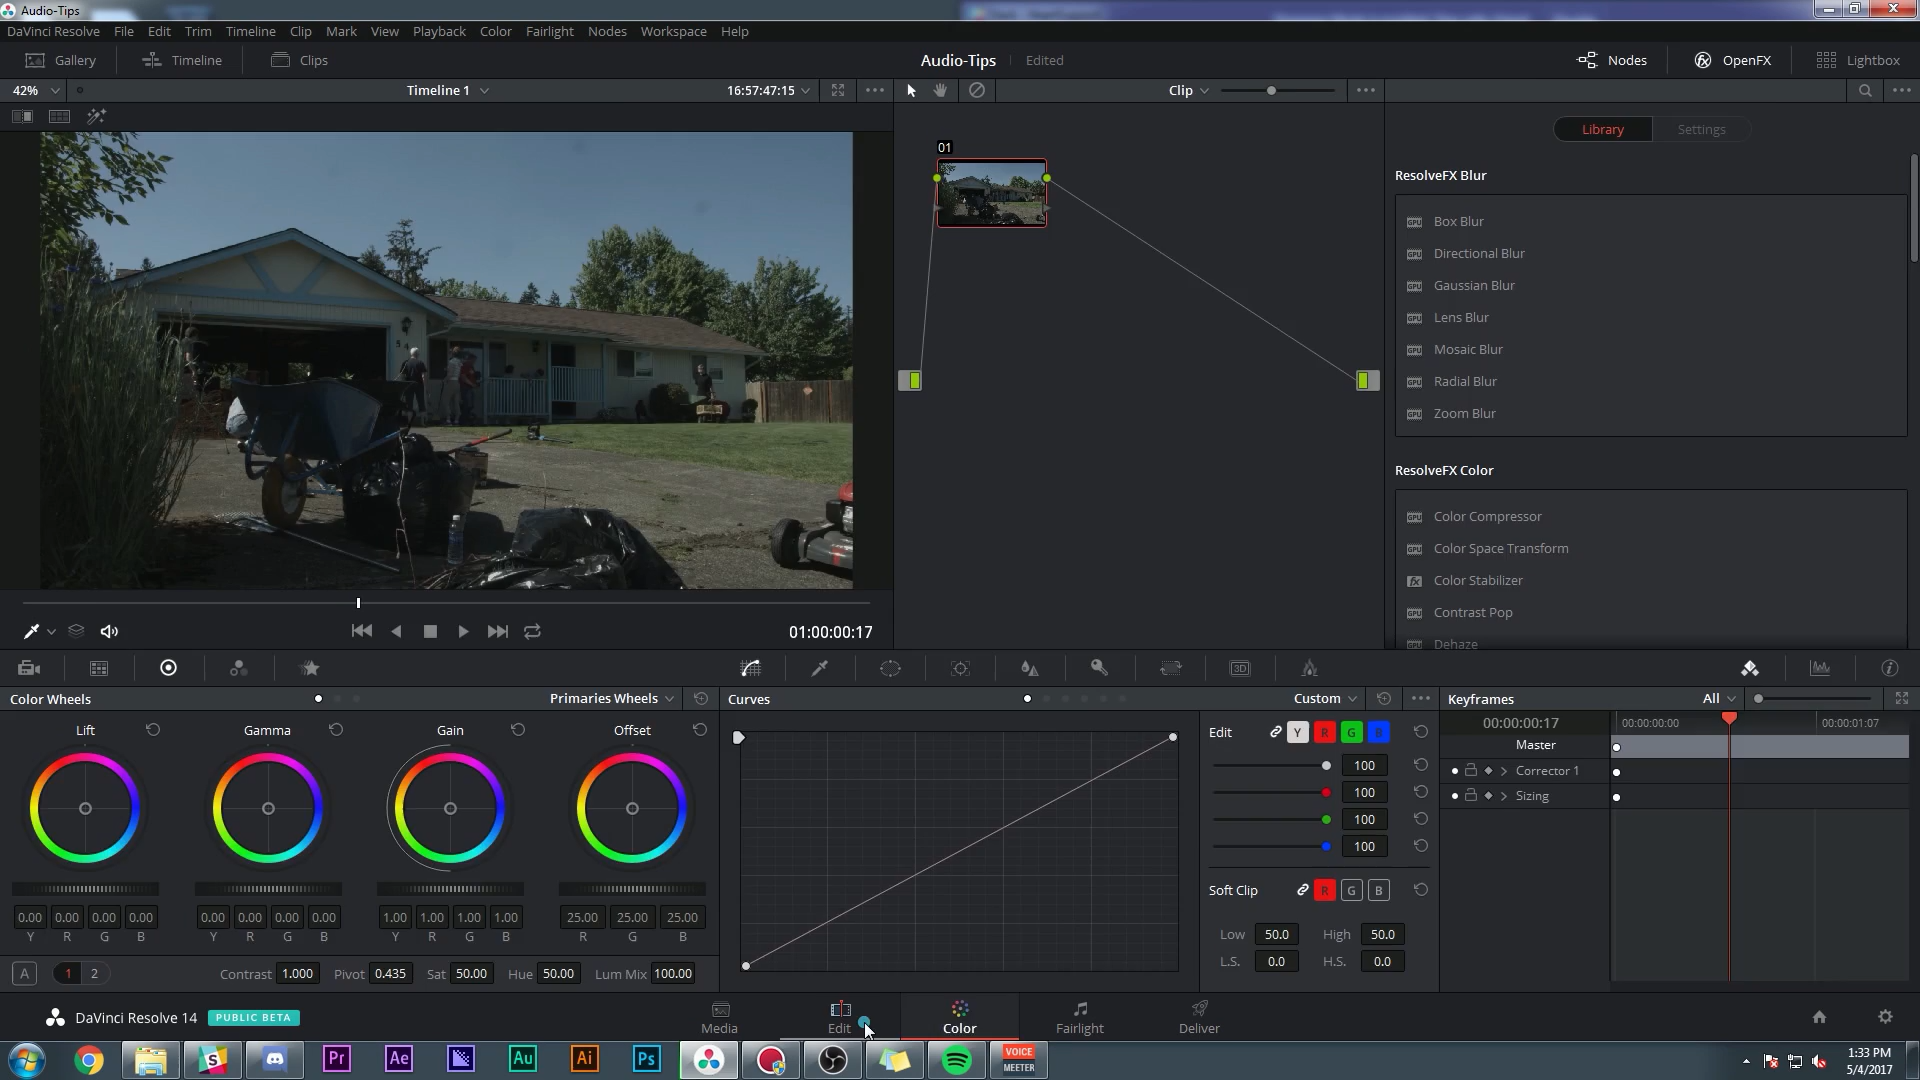 Audio-Tips
DaVinci Resolve File Edit Trim Timeline Clip Mark View Playback Color Fairlight Nodes Workspace Help
Gallery Timeline Clips Audio-Tips Edited Nodes OpenFX Lightbox
42% Timeline 1 16:57:47:15 Clip
Library Settings
01
ResolveFX Blur
Box Blur
Directional Blur
Gaussian Blur
Lens Blur
Mosaic Blur
Radial Blur
Zoom Blur
ResolveFX Color
Color Compressor
Color Space Transform
Color Stabilizer
Contrast Pop
Dehaze
01:00:00:17
3D
Color Wheels Primaries Wheels
Lift Gamma Gain Offset
0.00 0.00 0.00 0.00 0.00 0.00 0.00 0.00 1.00 1.00 1.00 1.00 25.00 25.00 25.00
Y R G B Y R G B Y R G B R G B
A 1 2 Contrast 1.000 Pivot 0.435 Sat 50.00 Hue 50.00 Lum Mix 100.00
Curves Custom
Edit Y R G B
100
100
100
100
Soft Clip R G B
Low 50.0 High 50.0
L.S. 0.0 H.S. 0.0
Keyframes All
00:00:00:17 00:00:00:00 00:00:01:07
Master
Corrector 1
Sizing
DaVinci Resolve 14 PUBLIC BETA
Media Edit Color Fairlight Deliver
Pr Ae Au Ai Ps VOICE MEETER
1:33 PM
5/4/2017